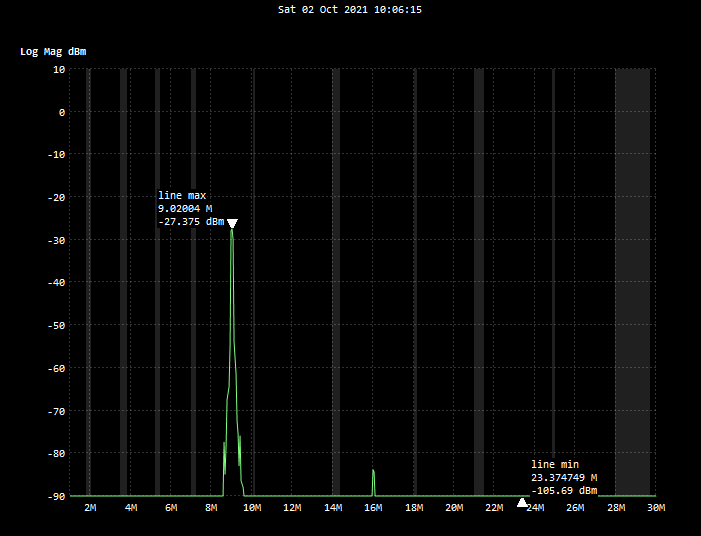 Sat 02 Oct 2021 10:06:15
Log Mag dBm
10
0
-10
-20
line max
9.02004 M
-27.375 dBm
-30
-40
-50
-60
-70
-80
line min
23.374749 M
-105.69 dBm
-90
2M 4M 6M 8M 10M 12M 14M 16M 18M 20M 22M 24M 26M 28M 30M